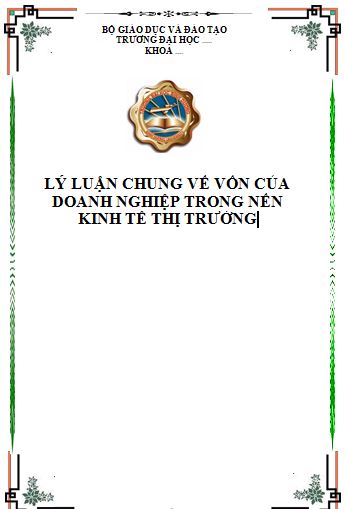 BỘ GIÁO DỤC VÀ ĐÀO TẠO
TRƯỜNG ĐẠI HỌC .....
KHOA ....
LÝ LUẬN CHUNG VỀ VỐN CỦA
DOANH NGHIỆP TRONG NỀN
KINH TẾ THỊ TRƯỜNG